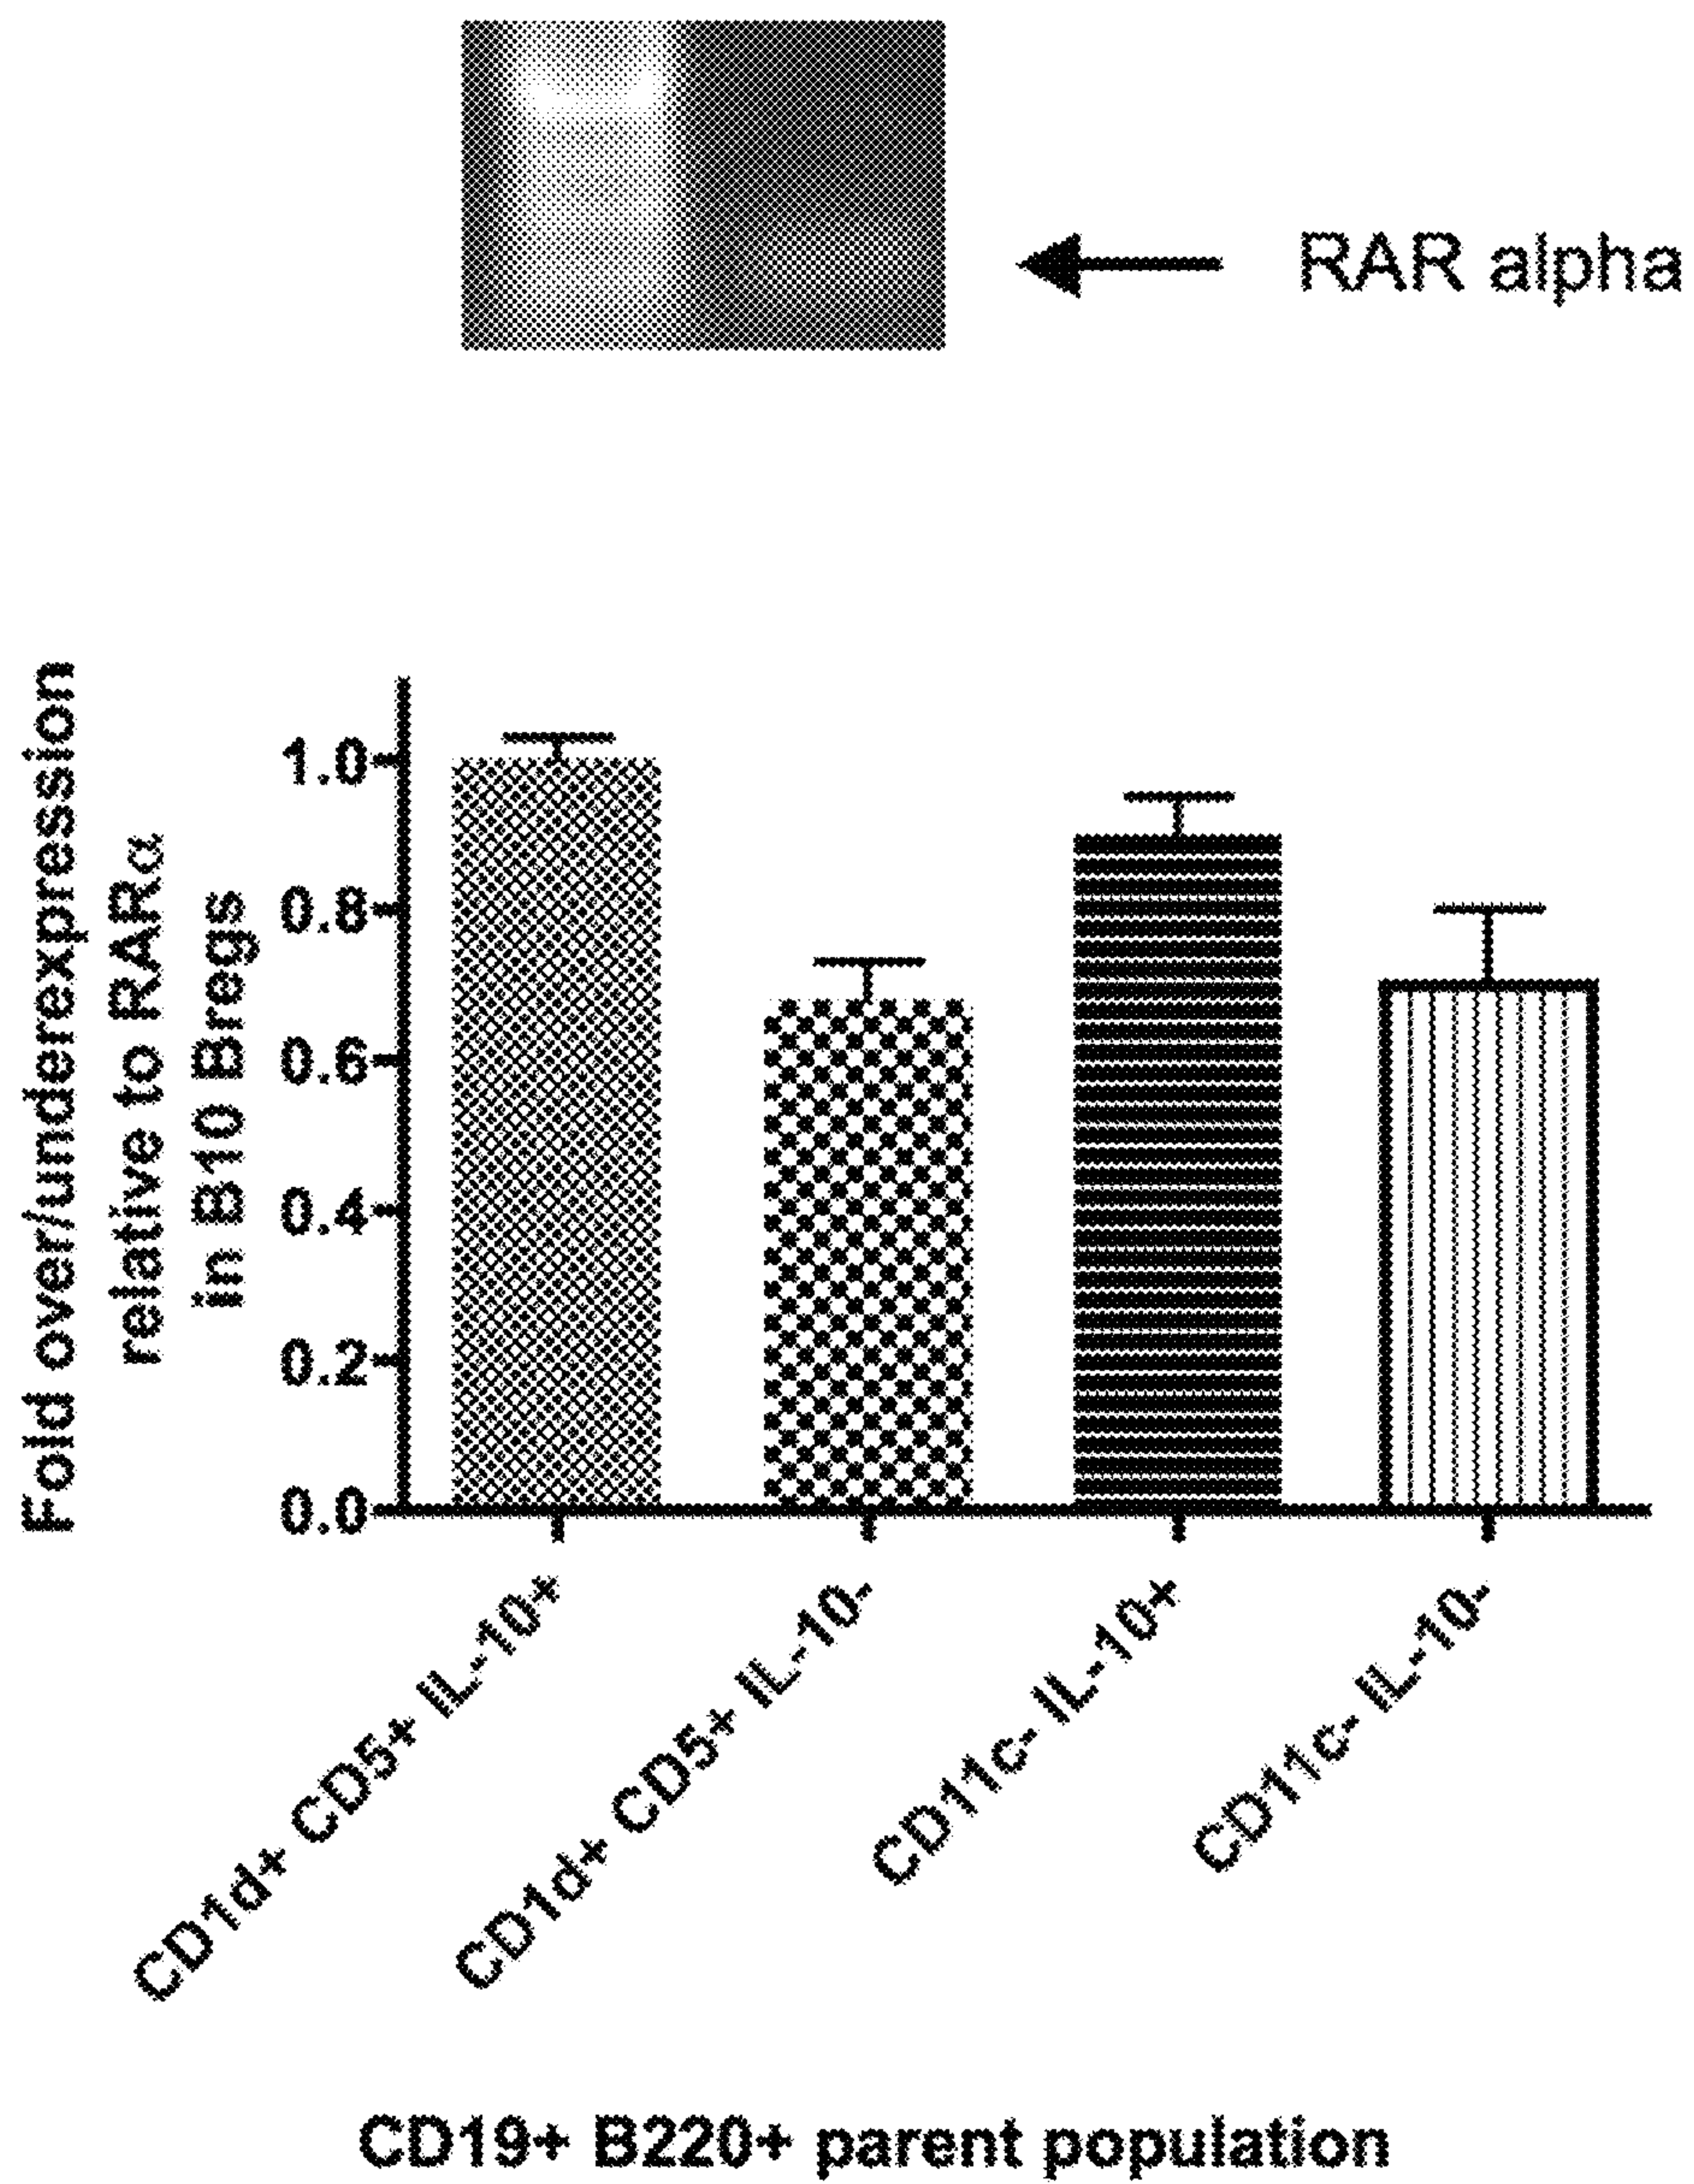 RAR alpha
Fold over/underexpression
relative to RARα
in B10 Bregs
1.0
0.8
0.6
0.4
0.2
0.0
CD1d+ CD5+ IL-10+
CD1d+ CD5+ IL-10-
CD11c- IL-10+
CD11c- IL-10-
CD19+ B220+ parent population